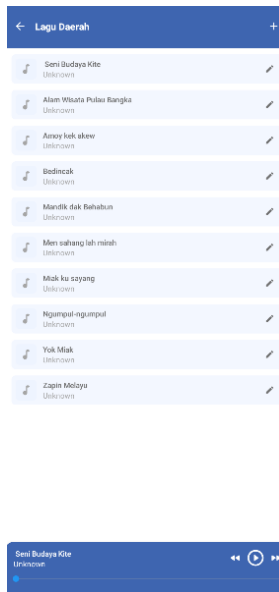 Lagu Daerah
Seni Budaya Kite
Unknown
Alam Wisata Pulau Bangka
Unknown
Amoy kek akew
Unknown
Bedincak
Unknown
Mandik dak Behabun
Unknown
Men sahang lah mirah
Unknown
Miak ku sayang
Unknown
Ngumpul-ngumpul
Unknown
Yok Miak
Unknown
Zapin Melayu
Unknown
Seni Budaya Kite
Unknown